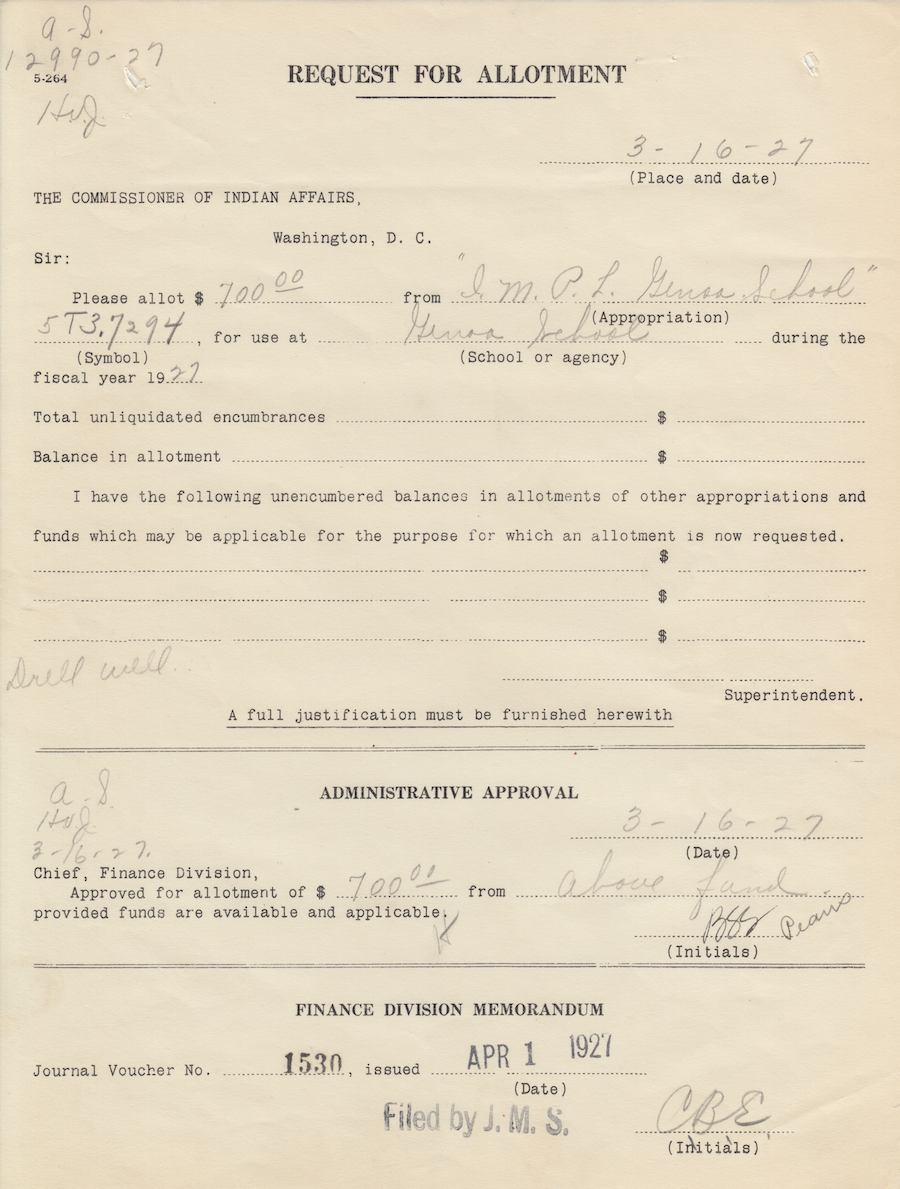 a-S.
12990-27
5-264
REQUEST FOR ALLOTMENT
HvJ.
3-16-27
(Place and date)
THE COMMISSIONER OF INDIAN AFFAIRS,
Washington, D. C.
Sir:
Please allot $ 700 00 from "I. M. P. L. Genoa School"
(Appropriation)
5T3.7294, for use at Genoa School during the
(Symbol) (School or agency)
fiscal year 1927
Total unliquidated encumbrances $
Balance in allotment $
I have the following unencumbered balances in allotments of other appropriations and
funds which may be applicable for the purpose for which an allotment is now requested.
$
$
$
Drell well.
Superintendent.
A full justification must be furnished herewith
ADMINISTRATIVE APPROVAL
a-S.
HvJ
3-16-27
3-16-27.
(Date)
Chief, Finance Division,
Approved for allotment of $ 700 00 from above fund.
provided funds are available and applicable.
(Initials)
FINANCE DIVISION MEMORANDUM
Journal Voucher No. 1530, issued APR 1 1927
(Date)
Filed by J. M. S.
CBE
(Initials)